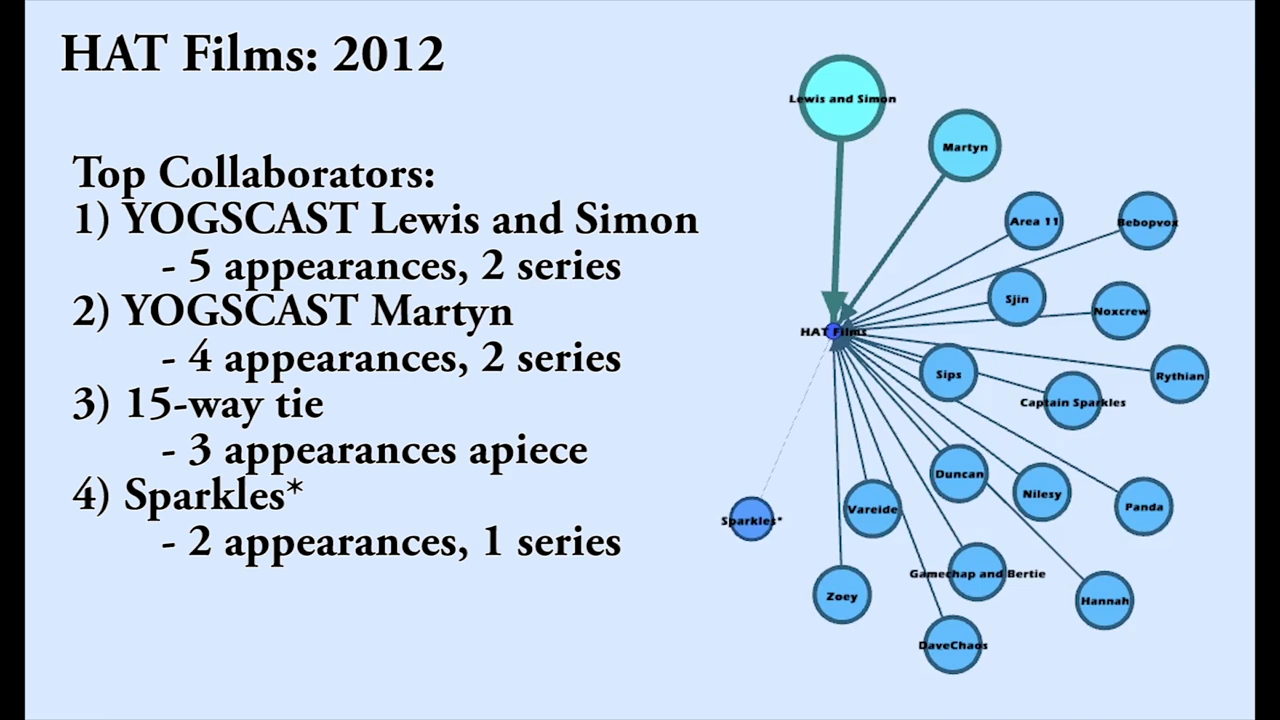 HAT Films: 2012
Top Collaborators:
1) YOGSCAST Lewis and Simon
- 5 appearances, 2 series
2) YOGSCAST Martyn
- 4 appearances, 2 series
3) 15-way tie
- 3 appearances apiece
4) Sparkles*
- 2 appearances, 1 series
Lewis and Simon
Martyn
Area 11
Bebopvox
Sjin
Noxcrew
HAT Films
Sips
Rythian
Captain Sparkles
Duncan
Nilesy
Panda
Vareide
Sparkles*
Gamechap and Bertie
Zoey
Hannah
DaveChaos